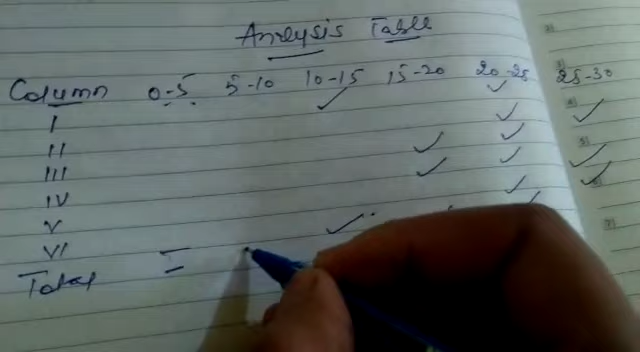 Analysis Table
Column 0-5 5-10 10-15 15-20 20-25 25-30
I ✓ ✓
II ✓ ✓
III ✓ ✓
IV ✓ ✓ ✓
V ✓ ✓
VI ✓
Total =